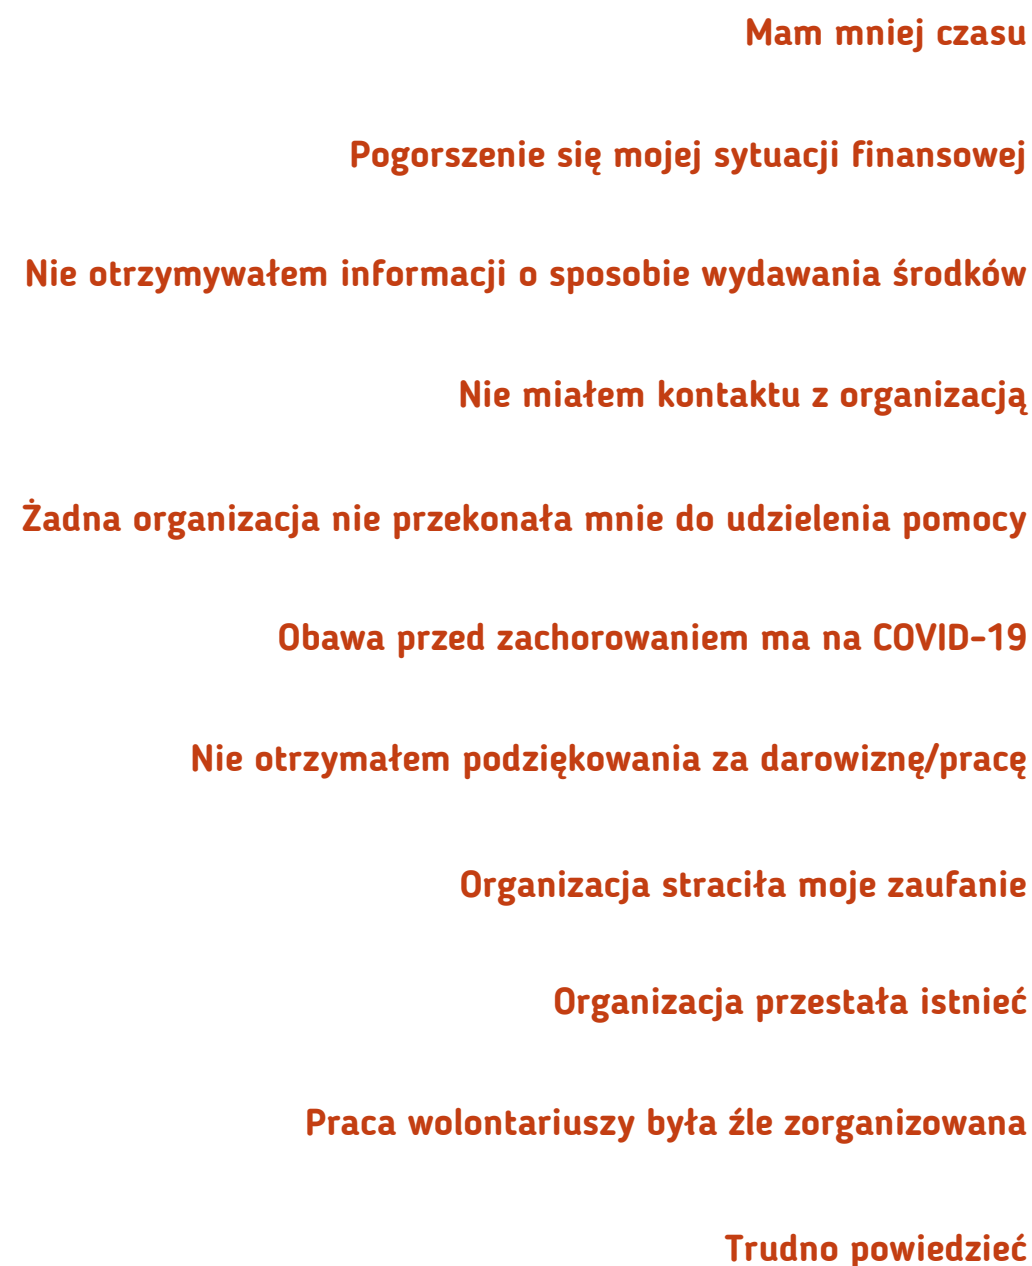 Mam mniej czasu
Pogorszenie się mojej sytuacji finansowej
Nie otrzymywałem informacji o sposobie wydawania środków
Nie miałem kontaktu z organizacją
Żadna organizacja nie przekonała mnie do udzielenia pomocy
Obawa przed zachorowaniem ma na COVID-19
Nie otrzymałem podziękowania za darowiznę/pracę
Organizacja straciła moje zaufanie
Organizacja przestała istnieć
Praca wolontariuszy była źle zorganizowana
Trudno powiedzieć